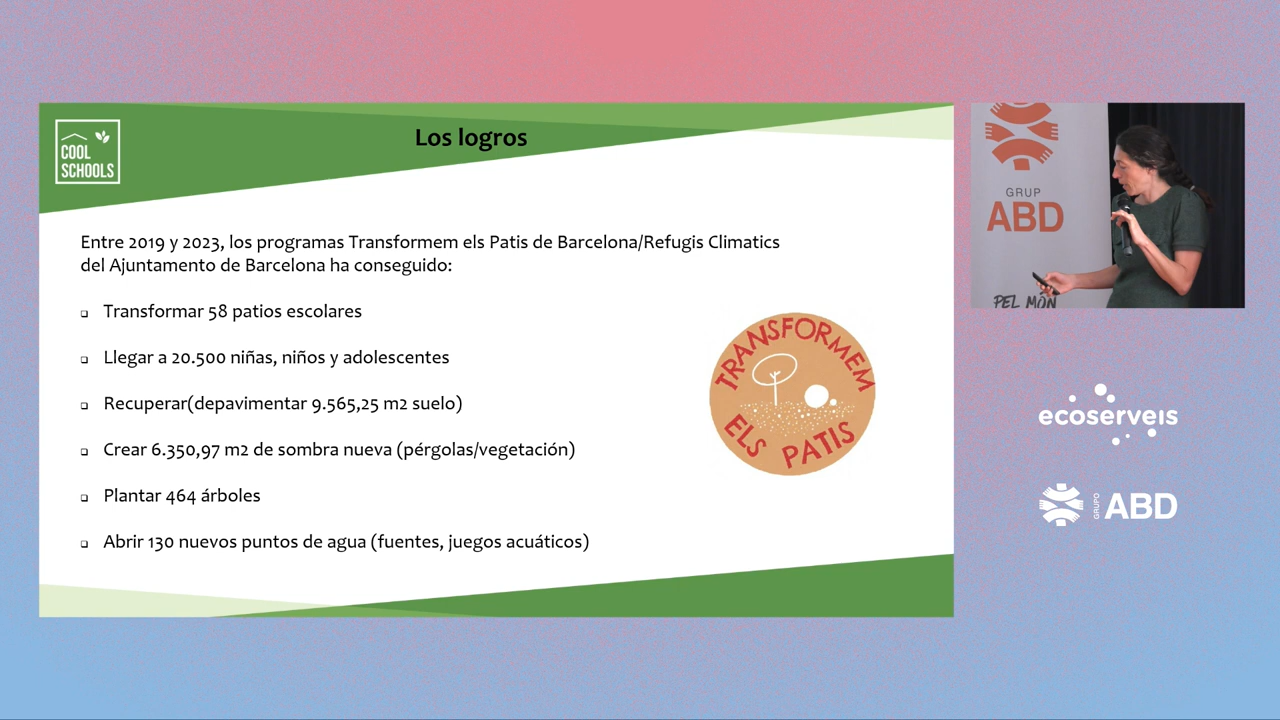 COOL
SCHOOLS
Los logros
Entre 2019 y 2023, los programas Transformem els Patis de Barcelona/Refugis Climatics
del Ajuntamento de Barcelona ha conseguido:
Transformar 58 patios escolares
Llegar a 20.500 niñas, niños y adolescentes
Recuperar(depavimentar 9.565,25 m2 suelo)
Crear 6.350,97 m2 de sombra nueva (pérgolas/vegetación)
Plantar 464 árboles
Abrir 130 nuevos puntos de agua (fuentes, juegos acuáticos)
TRANSFORMEM
ELS PATIS
GRUP
ABD
PEL MÓN
ecoserveis
GRUPO
ABD